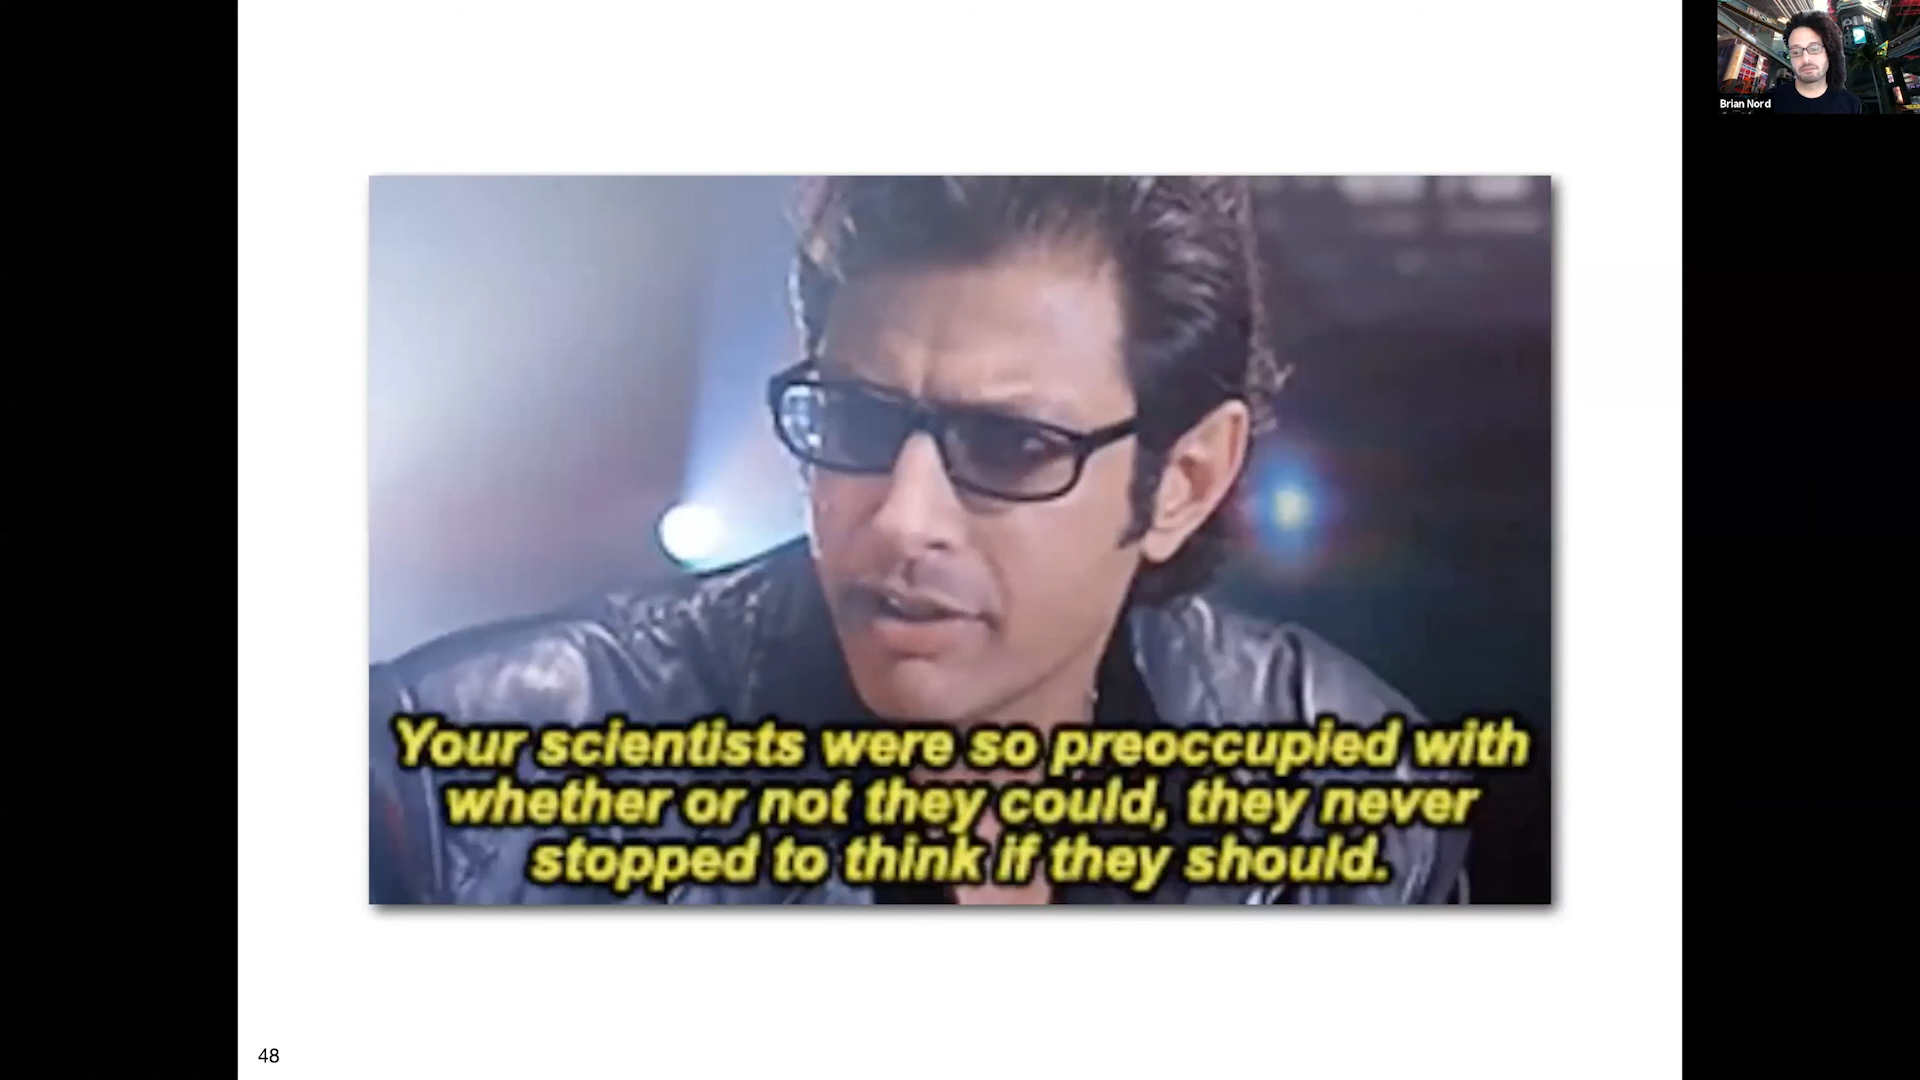 Brian Nord
Your scientists were so preoccupied with
whether or not they could, they never
stopped to think if they should.
48